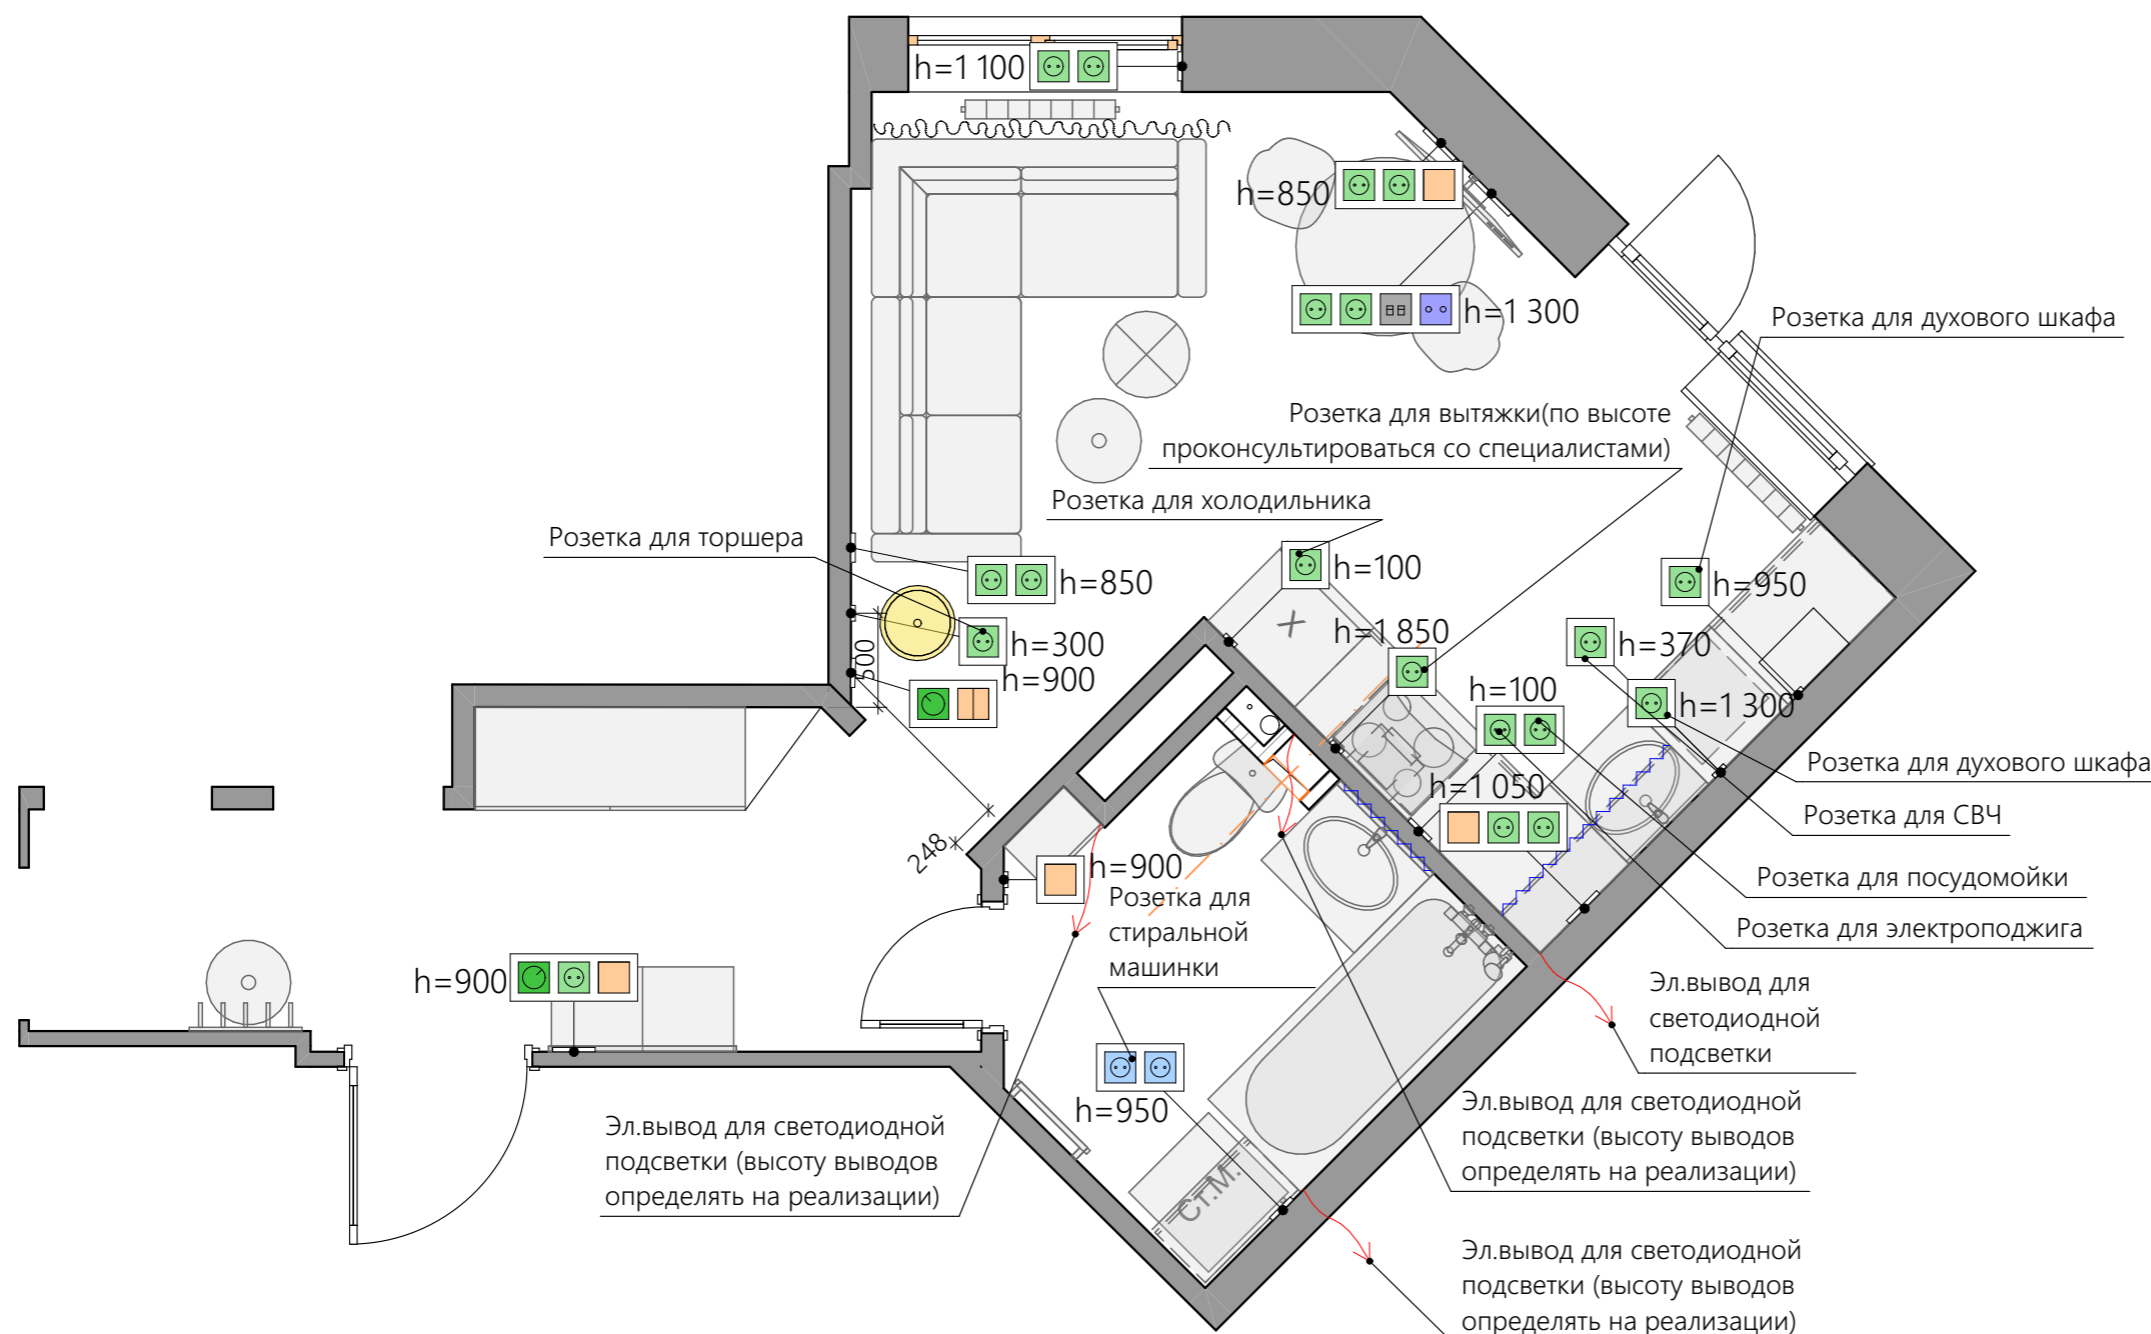 h=1 100
h=850
h=1 300
Розетка для духового шкафа
Розетка для вытяжки(по высоте
проконсультироваться со специалистами)
Розетка для холодильника
Розетка для торшера
h=850
h=100
h=950
h=300
h=1 850
h=370
500
h=900
h=100
h=1 300
Розетка для духового шкафа
h=1 050
Розетка для СВЧ
248
h=900
Розетка для посудомойки
Розетка для
стиральной
машинки
Розетка для электроподжига
h=900
Эл.вывод для
светодиодной
подсветки
h=950
Эл.вывод для светодиодной
подсветки (высоту выводов
определять на реализации)
Эл.вывод для светодиодной
подсветки (высоту выводов
определять на реализации)
Ст.М.
Эл.вывод для светодиодной
подсветки (высоту выводов
определять на реализации)